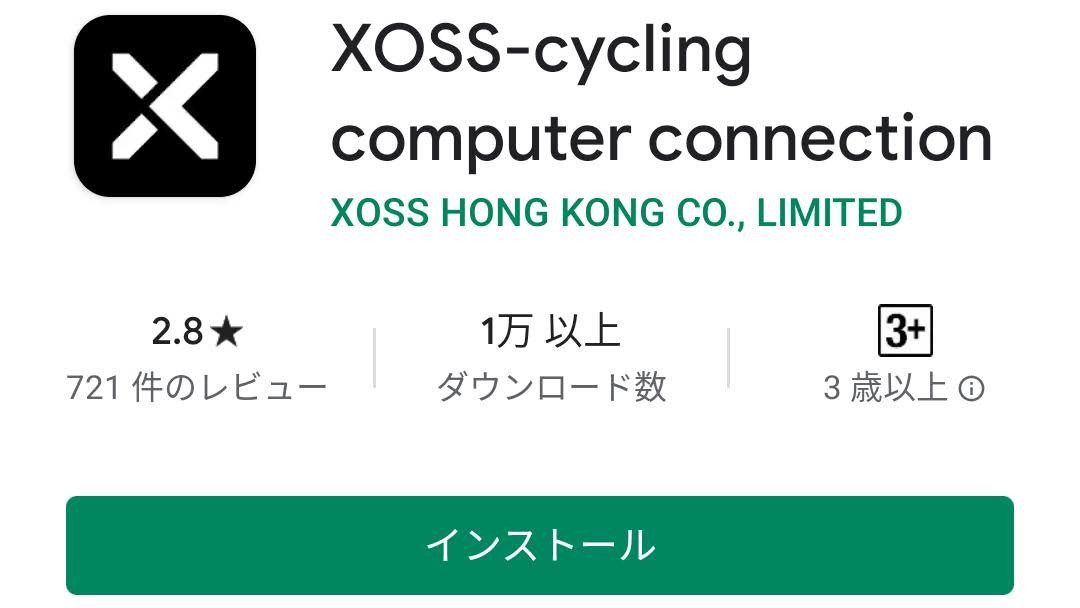 XOSS-cycling
computer connection
XOSS HONG KONG CO., LIMITED
2.8★
721 件のレビュー
1万 以上
ダウンロード数
3+
3 歳以上
インストール